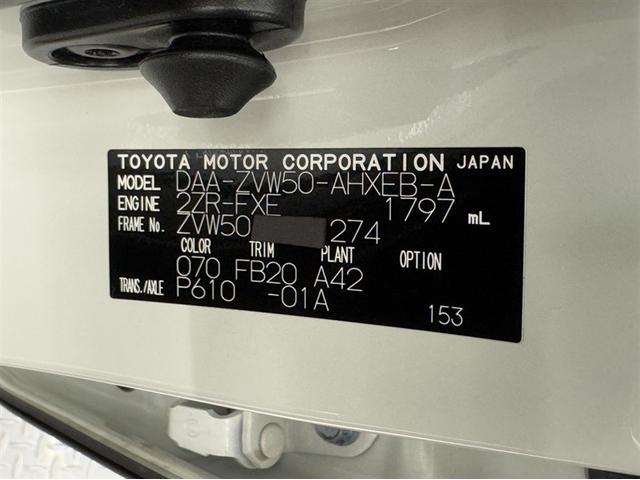 TOYOTA MOTOR CORPORATION JAPAN
MODEL DAA-ZVW50-AHXEB-A
ENGINE 2ZR-FXE 1797 mL
FRAME No. ZVW50 274
COLOR TRIM PLANT OPTION
070 FB20 A42
TRANS./AXLE P610 -01A
153